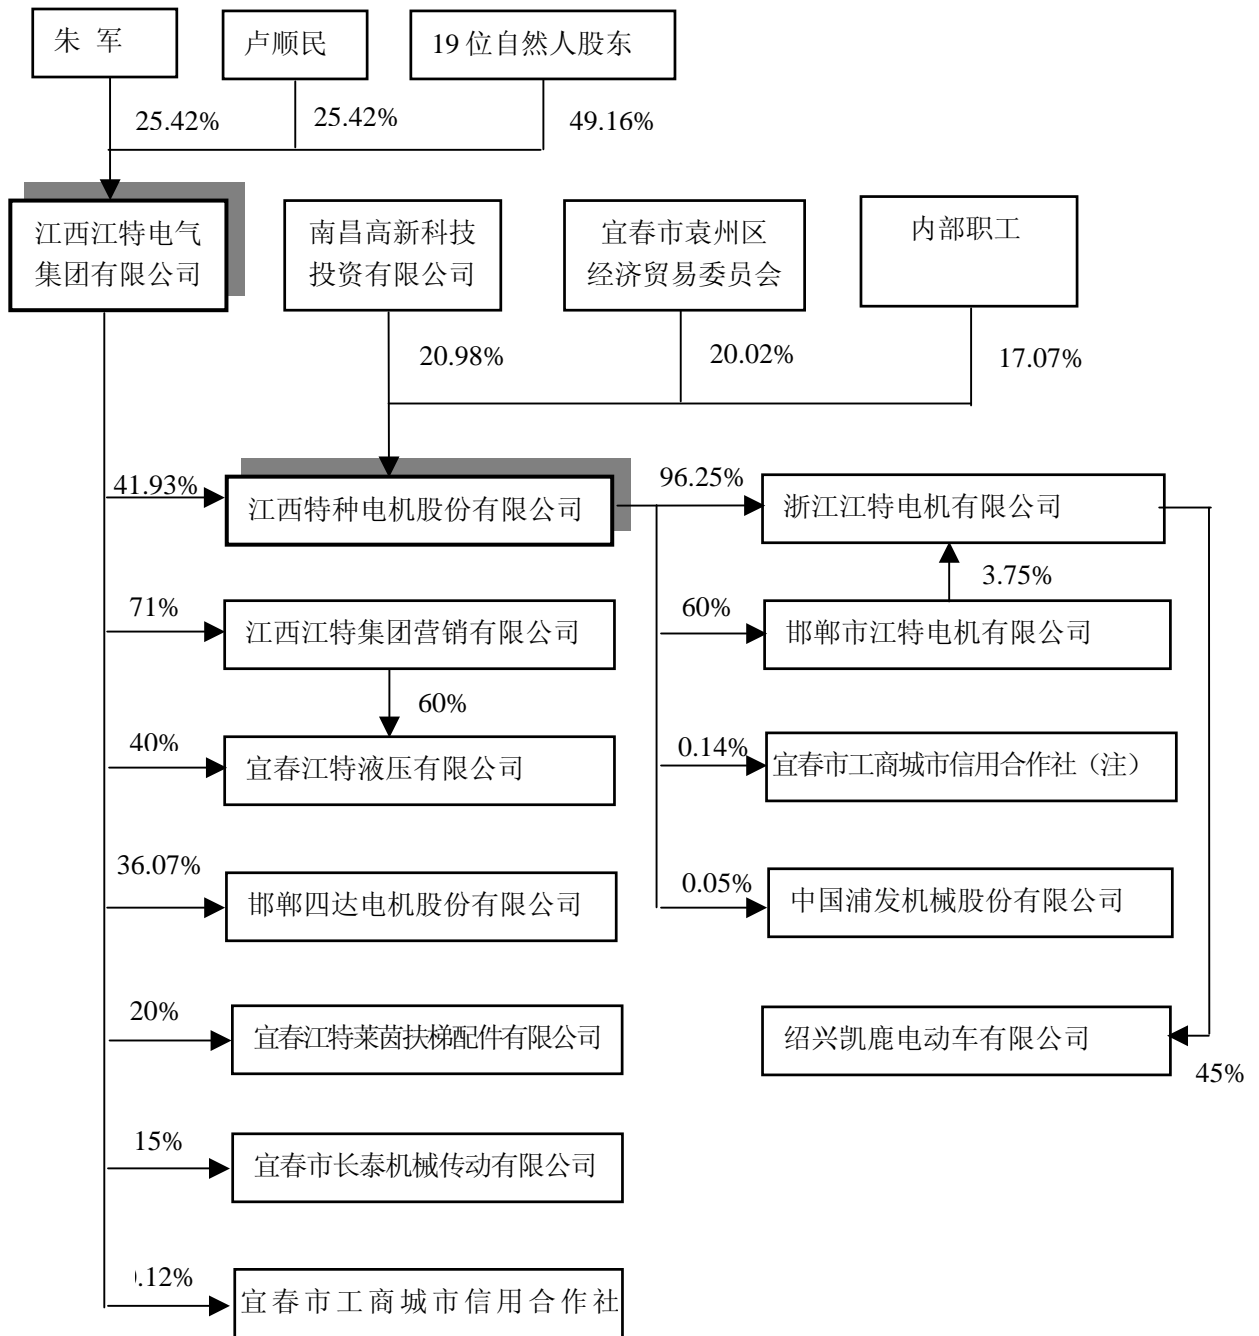 朱 军
卢顺民
19 位自然人股东
25.42%
25.42%
49.16%
江西江特电气
集团有限公司
南昌高新科技
投资有限公司
宜春市袁州区
经济贸易委员会
内部职工
20.98%
20.02%
17.07%
41.93%
江西特种电机股份有限公司
96.25%
浙江江特电机有限公司
3.75%
71%
江西江特集团营销有限公司
60%
邯郸市江特电机有限公司
60%
40%
宜春江特液压有限公司
0.14%
宜春市工商城市信用合作社（注）
36.07%
邯郸四达电机股份有限公司
0.05%
中国浦发机械股份有限公司
20%
宜春江特莱茵扶梯配件有限公司
绍兴凯鹿电动车有限公司
45%
15%
宜春市长泰机械传动有限公司
.12%
宜春市工商城市信用合作社